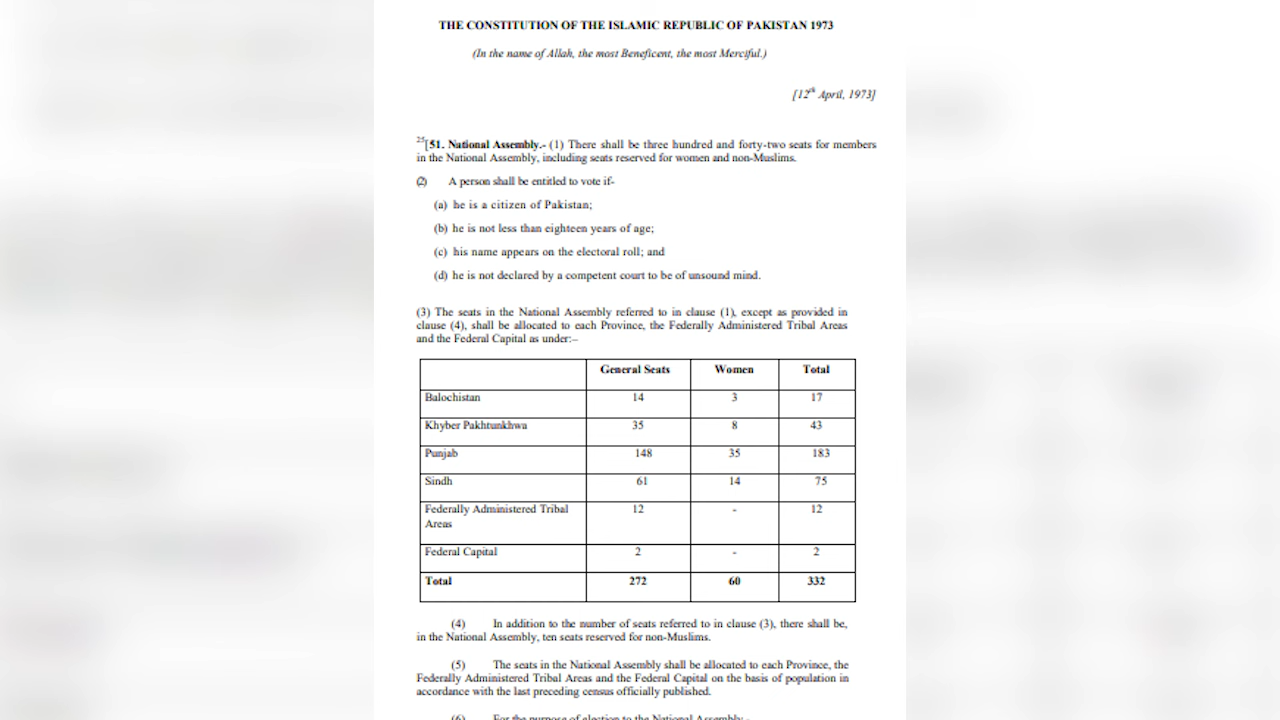 THE CONSTITUTION OF THE ISLAMIC REPUBLIC OF PAKISTAN 1973
(In the name of Allah, the most Beneficent, the most Merciful.)
[12th April, 1973]
25[51. National Assembly.- (1) There shall be three hundred and forty-two seats for members
in the National Assembly, including seats reserved for women and non-Muslims.
(2) A person shall be entitled to vote if-
(a) he is a citizen of Pakistan;
(b) he is not less than eighteen years of age;
(c) his name appears on the electoral roll; and
(d) he is not declared by a competent court to be of unsound mind.
(3) The seats in the National Assembly referred to in clause (1), except as provided in
clause (4), shall be allocated to each Province, the Federally Administered Tribal Areas
and the Federal Capital as under:–
General Seats Women Total
Balochistan 14 3 17
Khyber Pakhtunkhwa 35 8 43
Punjab 148 35 183
Sindh 61 14 75
Federally Administered Tribal 12 - 12
Areas
Federal Capital 2 - 2
Total 272 60 332
(4) In addition to the number of seats referred to in clause (3), there shall be,
in the National Assembly, ten seats reserved for non-Muslims.
(5) The seats in the National Assembly shall be allocated to each Province, the
Federally Administered Tribal Areas and the Federal Capital on the basis of population in
accordance with the last preceding census officially published.
(6) For the purpose of election to the National Assembly,-